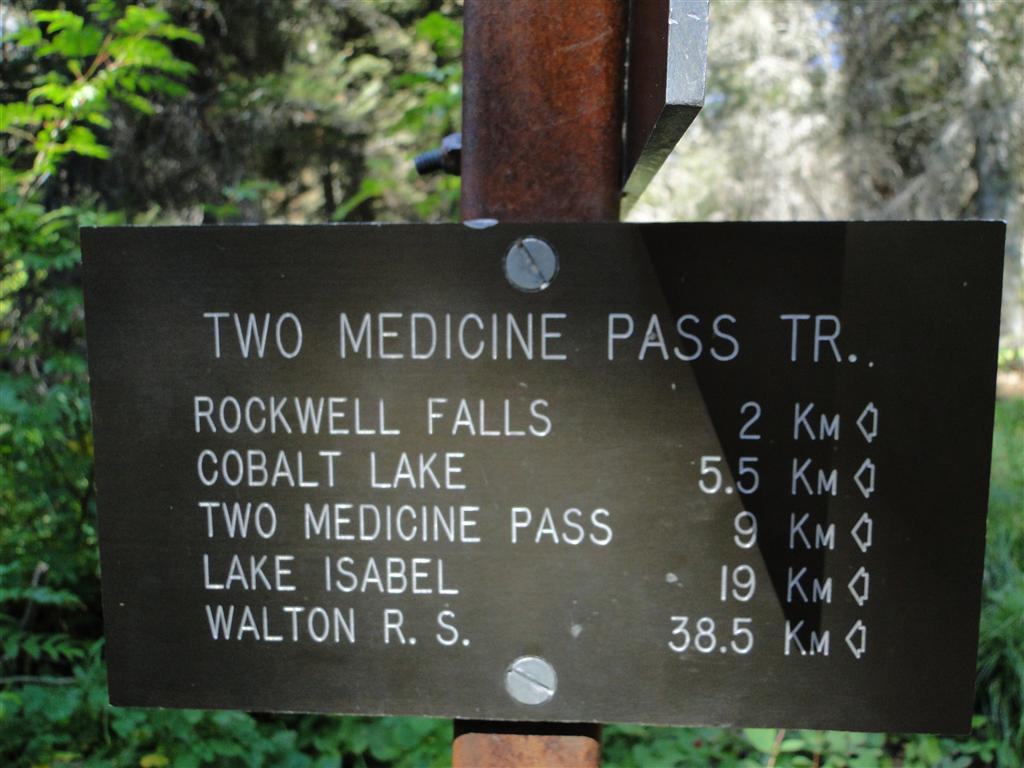 TWO MEDICINE PASS TR.
ROCKWELL FALLS 2 KM
COBALT LAKE 5.5 KM
TWO MEDICINE PASS 9 KM
LAKE ISABEL 19 KM
WALTON R. S. 38.5 KM